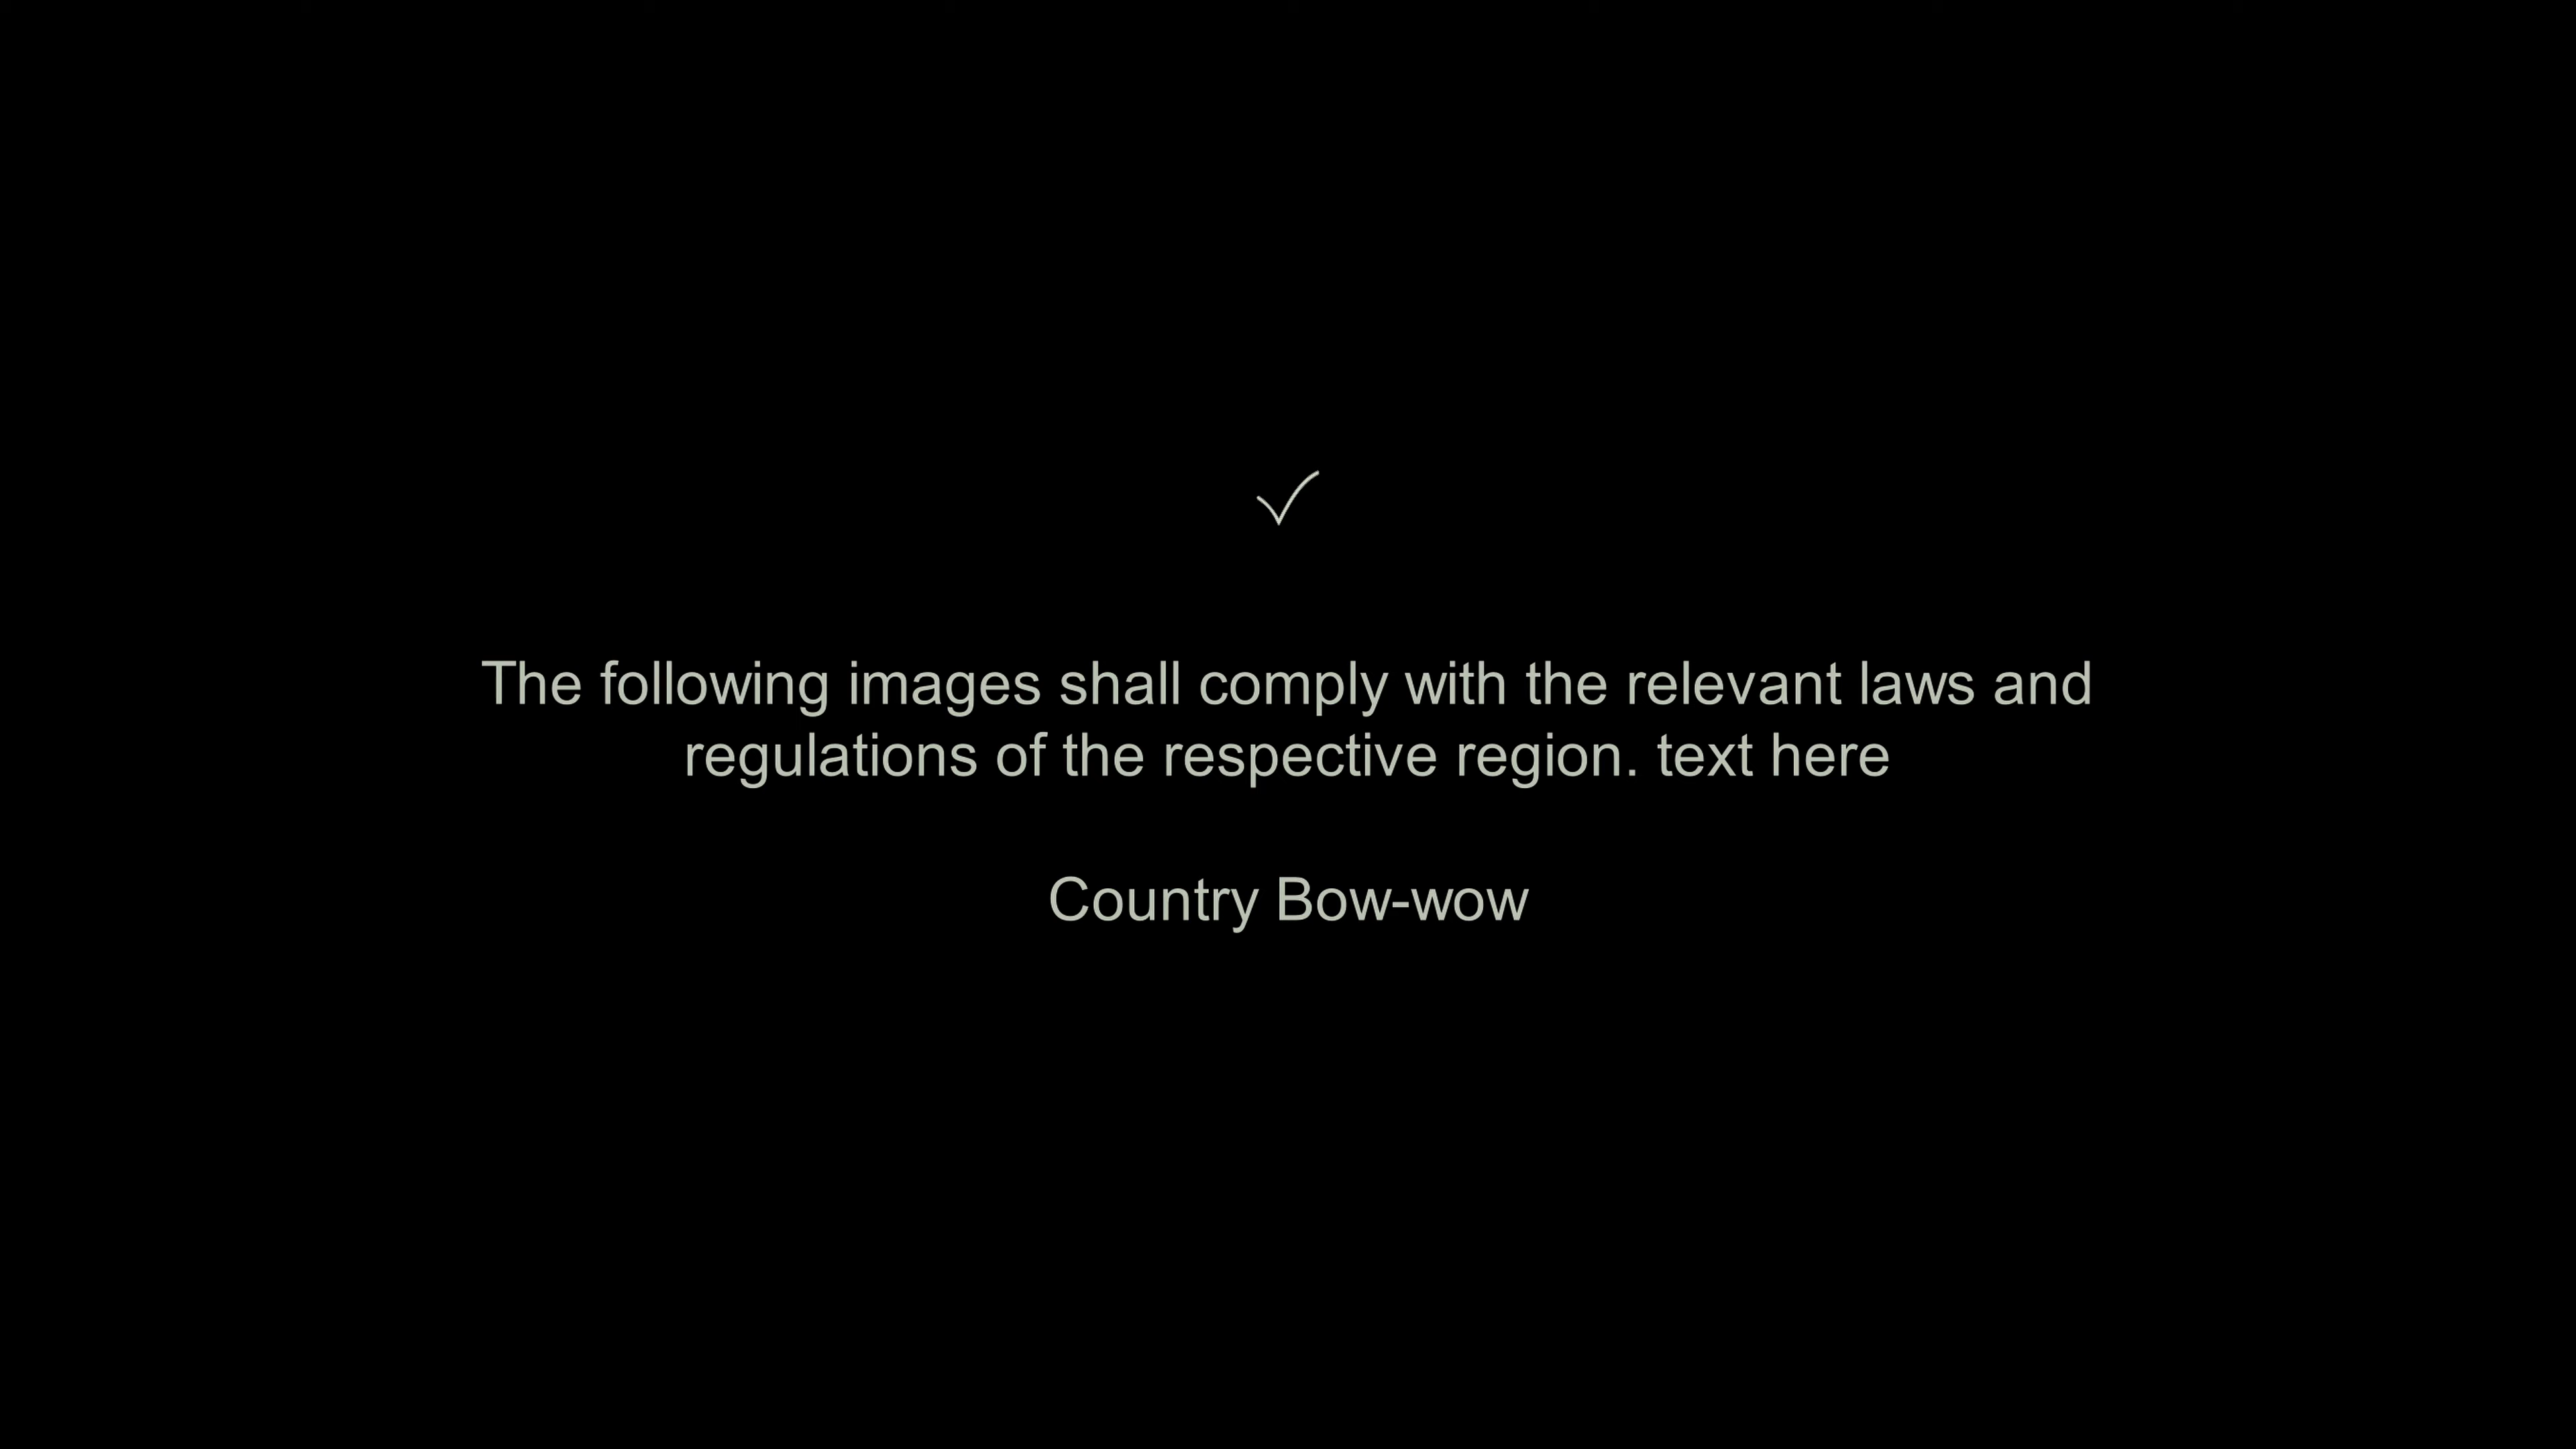 The following images shall comply with the relevant laws and
regulations of the respective region. text here
Country Bow-wow